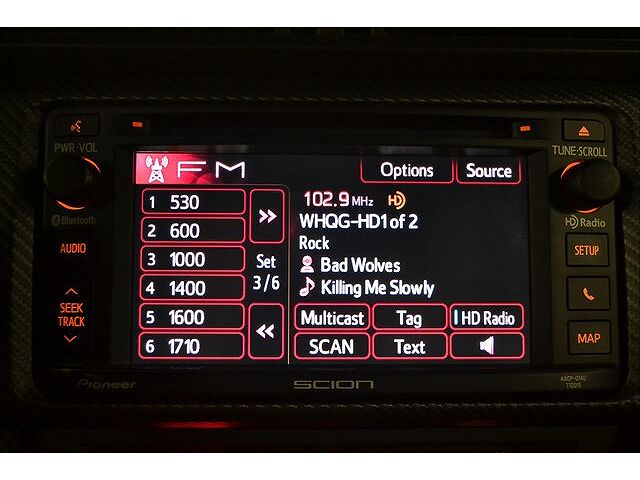 PWR·VOL
TUNE·SCROLL
FM
Options
Source
1 530
2 600
3 1000
4 1400
5 1600
6 1710
Set
3/6
102.9 MHz HD
WHQG-HD1 of 2
Rock
Bad Wolves
Killing Me Slowly
Multicast
Tag
HD Radio
SCAN
Text
Bluetooth
AUDIO
SEEK
TRACK
HD Radio
SETUP
MAP
Pioneer
SCION
110015